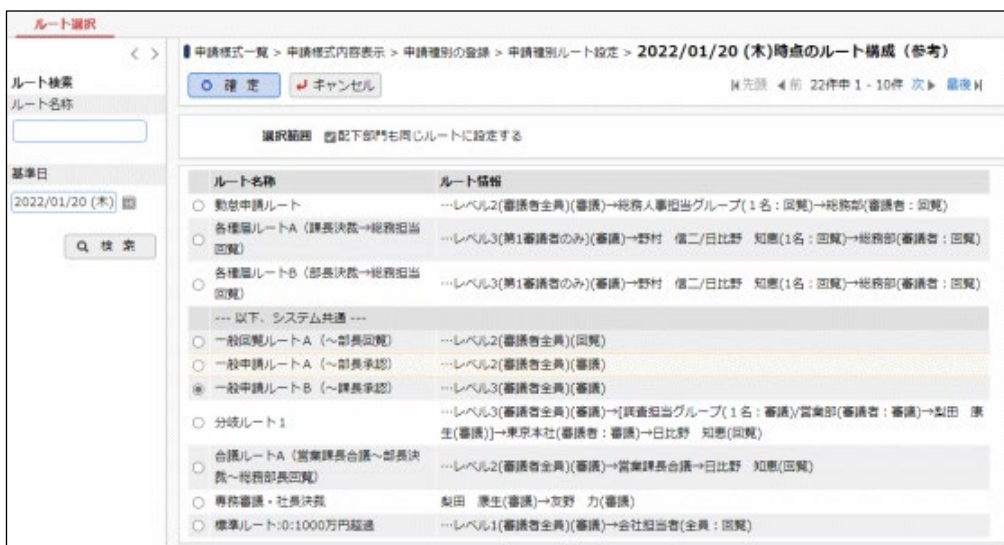 ルート選択
< >
申請様式一覧 > 申請様式内容表示 > 申請種別の登録 > 申請種別ルート設定 > 2022/01/20 (木)時点のルート構成（参考）
確 定
キャンセル
先頭 前 22件中 1 - 10件 次 最後
ルート検索
ルート名称
基準日
2022/01/20 (木)
検 索
選択範囲 配下部門も同じルートに設定する
ルート名称 ルート情報
勤怠申請ルート …レベル2(審議者全員)(審議)→総務人事担当グループ(１名：回覧)→総務部(審議者：回覧)
各種届ルートA（課長決裁→総務担当
回覧） …レベル3(第1審議者のみ)(審議)→野村 信二/日比野 知恵(1名：回覧)→総務部(審議者：回覧)
各種届ルートB（部長決裁→総務担当
回覧） …レベル3(第1審議者のみ)(審議)→野村 信二/日比野 知恵(1名：回覧)→総務部(審議者：回覧)
--- 以下、システム共通 ---
一般回覧ルートA（～部長回覧） …レベル2(審議者全員)(回覧)
一般申請ルートA（～部長承認） …レベル2(審議者全員)(審議)
一般申請ルートB（～課長承認） …レベル3(審議者全員)(審議)
分岐ルート1 …レベル3(審議者全員)(審議)→[調査担当グループ(１名：審議)/営業部(審議者：審議)→梨田 康
生(審議)]→東京本社(審議者：審議)→日比野 知恵(回覧)
合議ルートA（営業課長合議～部長決
裁～総務部長回覧） …レベル2(審議者全員)(審議)→営業課長合議→日比野 知恵(回覧)
専務審議・社長決裁 梨田 康生(審議)→友野 力(審議)
標準ルート:0:1000万円超過 …レベル1(審議者全員)(審議)→会社担当者(全員：回覧)